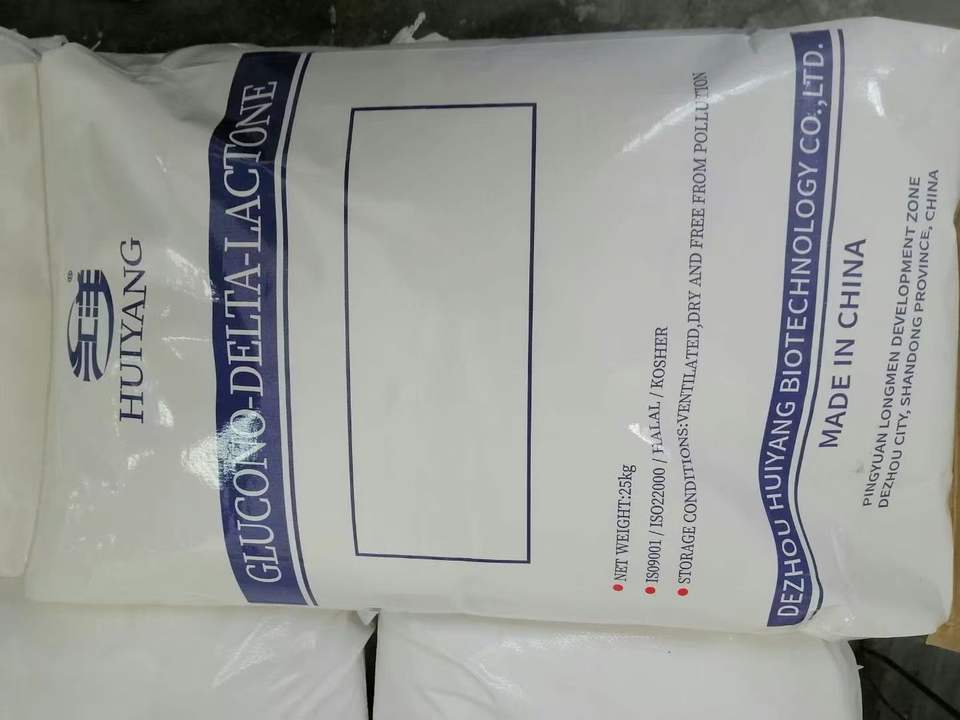 ®
HUIYANG
GLUCONO-DELTA-LACTONE
NET WEIGHT:25kg
ISO9001 / ISO22000 / HALAL / KOSHER
STORAGE CONDITIONS:VENTILATED,DRY AND FREE FROM POLLUTION
DEZHOU HUIYANG BIOTECHNOLOGY CO.,LTD.
MADE IN CHINA
PINGYUAN LONGMEN DEVELOPMENT ZONE
DEZHOU CITY, SHANDONG PROVINCE, CHINA